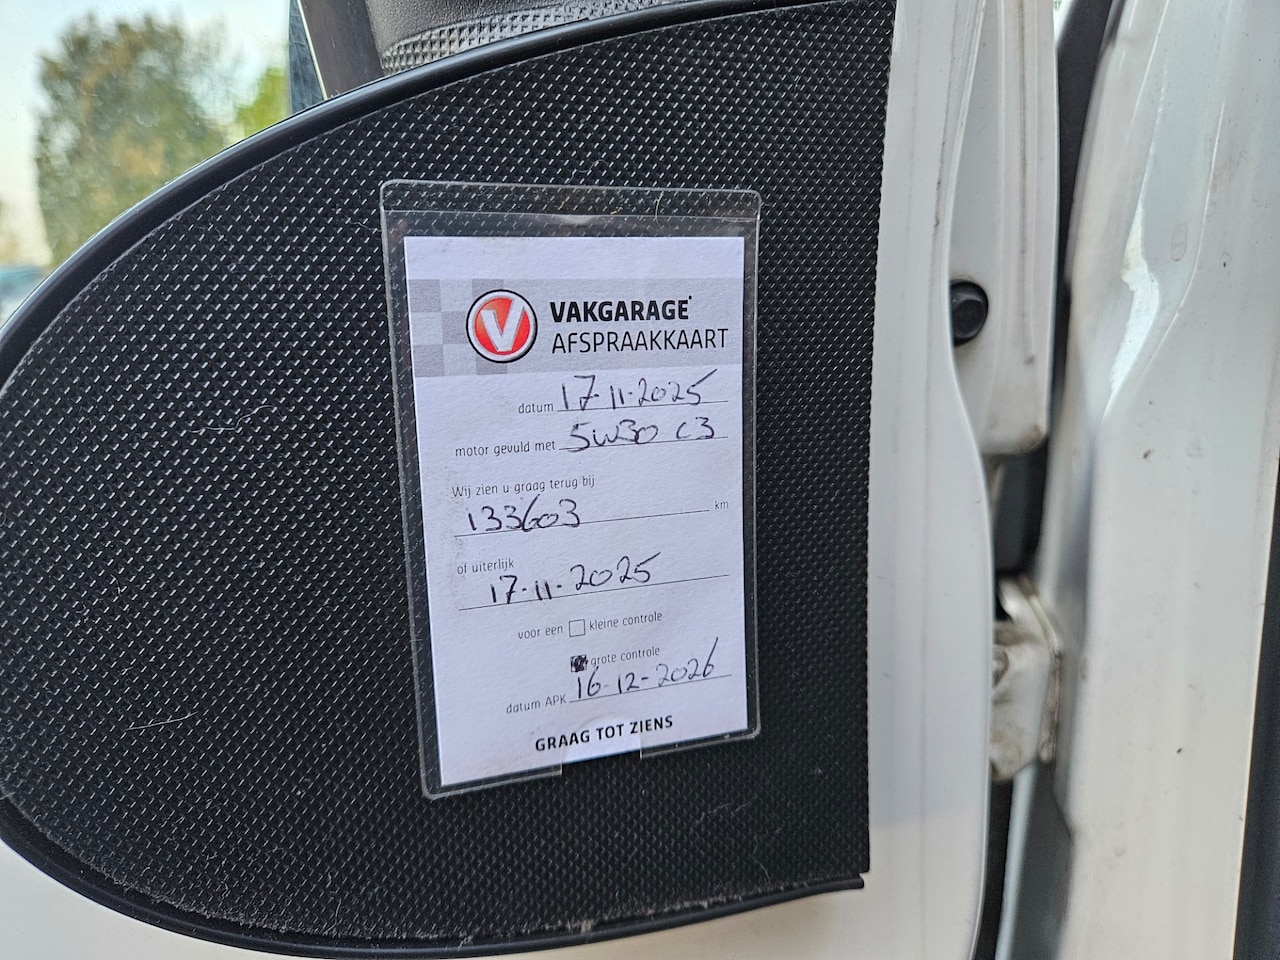 V
VAKGARAGE
AFSPRAAKKAART
datum 17-11-2025
motor gevuld met 5W30 C3
Wij zien u graag terug bij
133603 km
of uiterlijk
17-11-2025
voor een kleine controle
grote controle
datum APK 16-12-2026
GRAAG TOT ZIENS